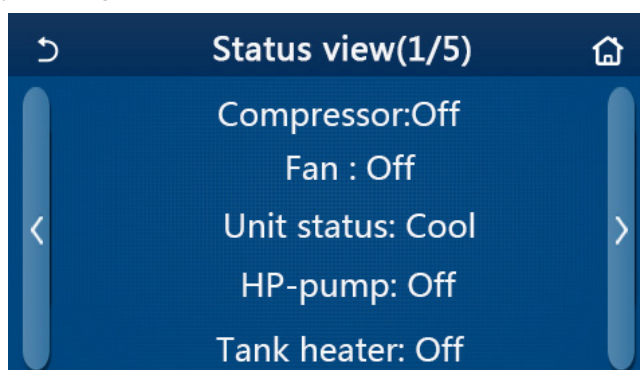 Status view(1/5)
Compressor:Off
Fan : Off
Unit status: Cool
HP-pump: Off
Tank heater: Off